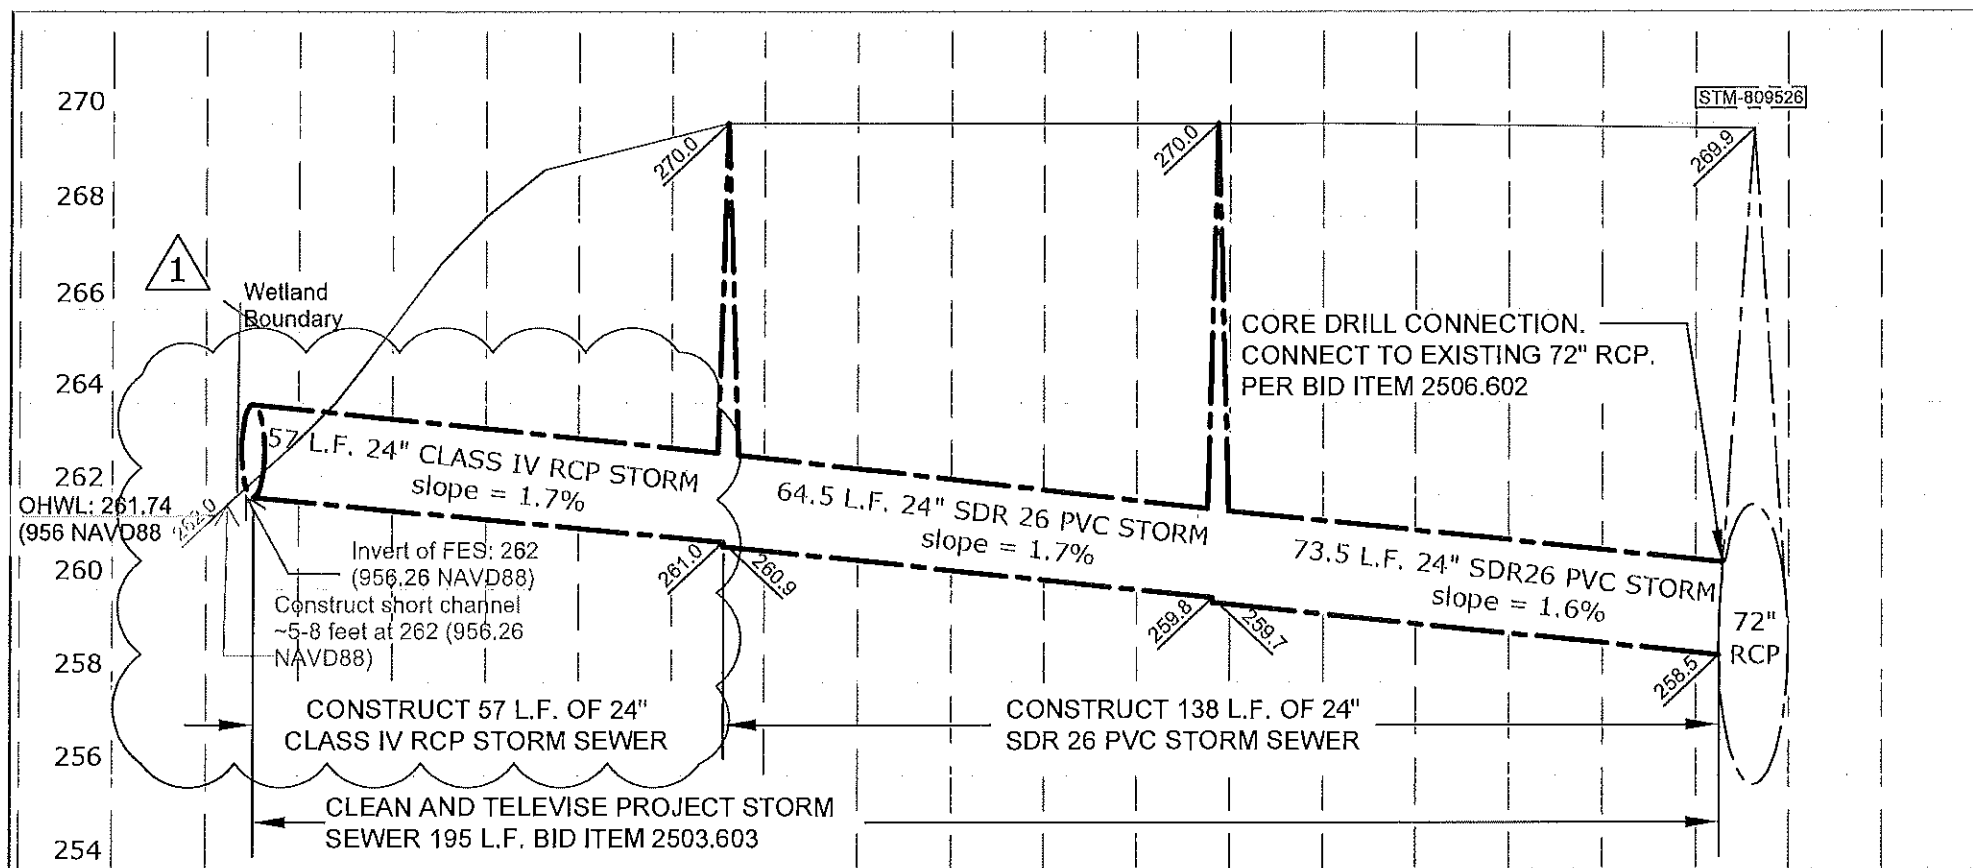 270
268
266
264
262
260
258
256
254
STM-809526
270.0
270.0
269.9
1
Wetland
Boundary
CORE DRILL CONNECTION.
CONNECT TO EXISTING 72" RCP.
PER BID ITEM 2506.602
57 L.F. 24" CLASS IV RCP STORM
slope = 1.7%
64.5 L.F. 24" SDR 26 PVC STORM
slope = 1.7%
73.5 L.F. 24" SDR26 PVC STORM
slope = 1.6%
72"
RCP
OHWL: 261.74
(956 NAVD88
262.0
Invert of FES: 262
(956.26 NAVD88)
Construct short channel
~5-8 feet at 262 (956.26
NAVD88)
261.0
260.9
259.8
259.7
258.5
CONSTRUCT 57 L.F. OF 24"
CLASS IV RCP STORM SEWER
CONSTRUCT 138 L.F. OF 24"
SDR 26 PVC STORM SEWER
CLEAN AND TELEVISE PROJECT STORM
SEWER 195 L.F. BID ITEM 2503.603